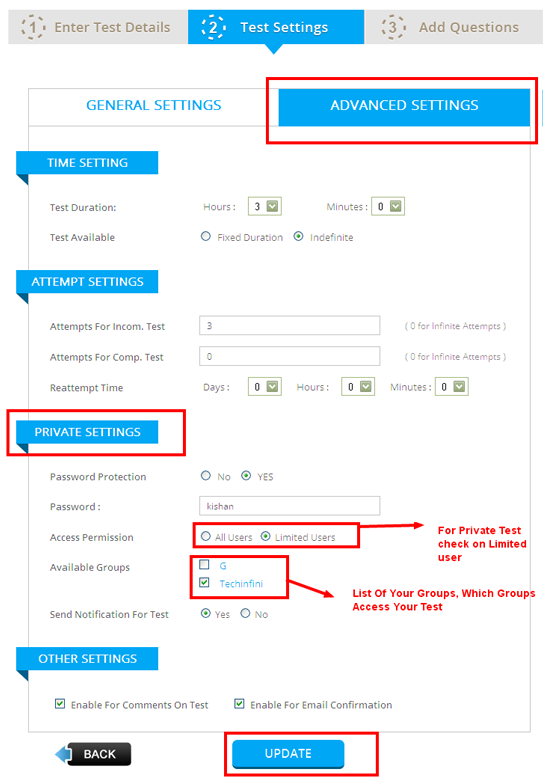 1 Enter Test Details 2 Test Settings 3 Add Questions
GENERAL SETTINGS ADVANCED SETTINGS
TIME SETTING
Test Duration: Hours : 3 Minutes : 0
Test Available Fixed Duration Indefinite
ATTEMPT SETTINGS
Attempts For Incom. Test 3 ( 0 for Infinite Attempts )
Attempts For Comp. Test 0 ( 0 for Infinite Attempts )
Reattempt Time Days : 0 Hours : 0 Minutes : 0
PRIVATE SETTINGS
Password Protection No YES
Password : kishan
Access Permission All Users Limited Users
For Private Test
check on Limited
user
Available Groups G
Techinfini
List Of Your Groups, Which Groups
Access Your Test
Send Notification For Test Yes No
OTHER SETTINGS
Enable For Comments On Test Enable For Email Confirmation
BACK UPDATE